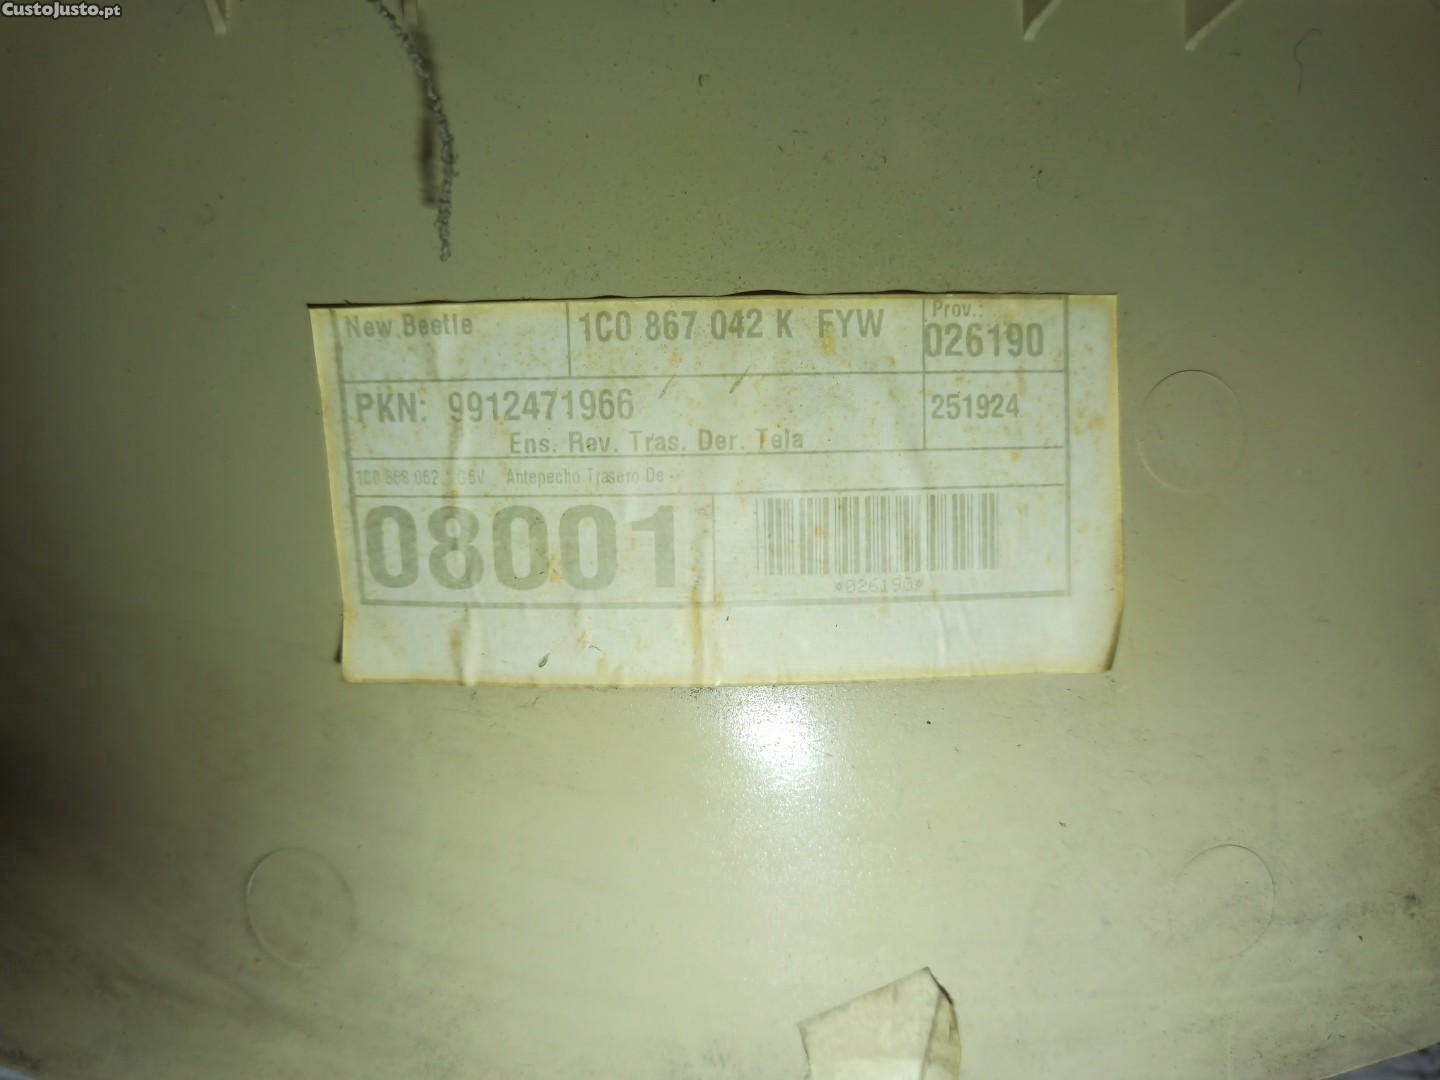 CustoJusto.pt
New Beetle 1C0 867 042 K FYW Prov.: 026190
PKN: 9912471966 251924
Ens. Rev. Tras. Der. Tela
Antepecho Trasero De
08001
*026190*